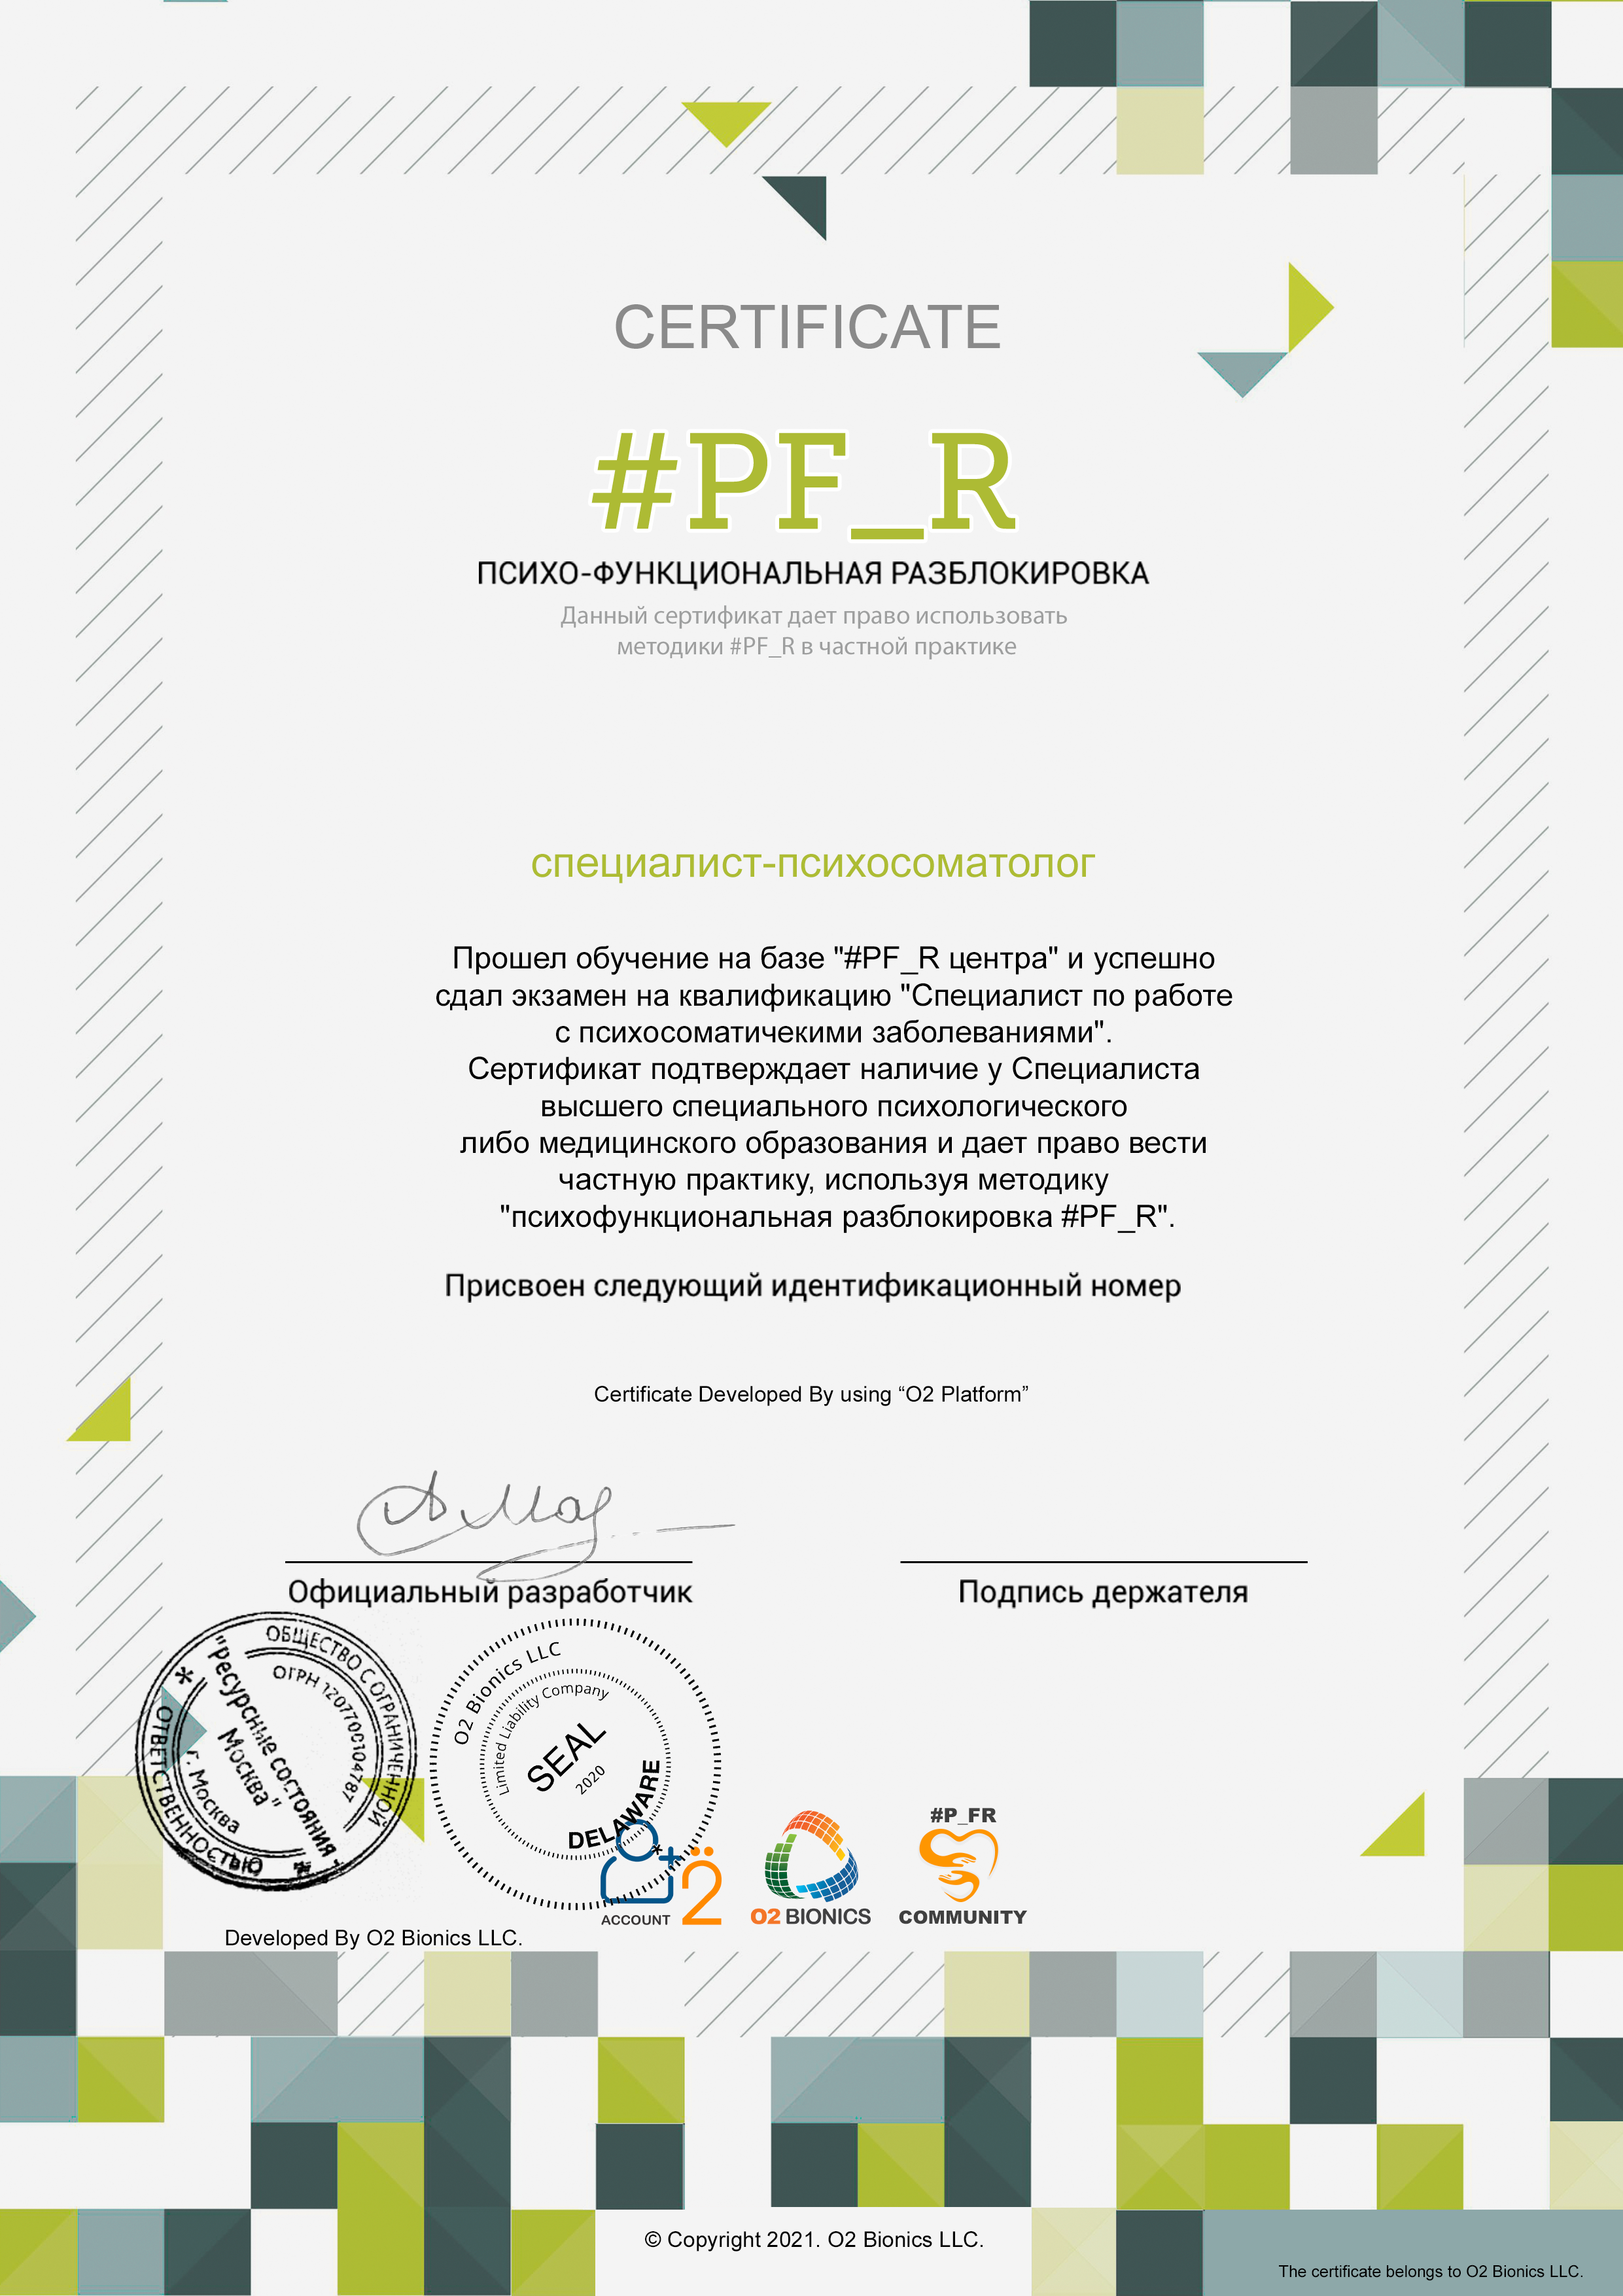 CERTIFICATE
#PF_R
ПСИХО-ФУНКЦИОНАЛЬНАЯ РАЗБЛОКИРОВКА
Данный сертификат дает право использовать
методики #PF_R в частной практике
специалист-психосоматолог
Прошел обучение на базе "#PF_R центра" и успешно
сдал экзамен на квалификацию "Специалист по работе
с психосоматичекими заболеваниями".
Сертификат подтверждает наличие у Специалиста
высшего специального психологического
либо медицинского образования и дает право вести
частную практику, используя методику
"психофункциональная разблокировка #PF_R".
Присвоен следующий идентификационный номер
Certificate Developed By using “O2 Platform”
Официальный разработчик
Подпись держателя
ОБЩЕСТВО С ОГРАНИЧЕННОЙ
ОТВЕТСТВЕННОСТЬЮ
ОГРН
г. Москва
"Ресурсные состояния
Москва"
O2 Bionics LLC
Limited Liability Company
SEAL
2020
DELAWARE
ACCOUNT
2
O2 BIONICS
#P_FR
COMMUNITY
Developed By O2 Bionics LLC.
© Copyright 2021. O2 Bionics LLC.
The certificate belongs to O2 Bionics LLC.